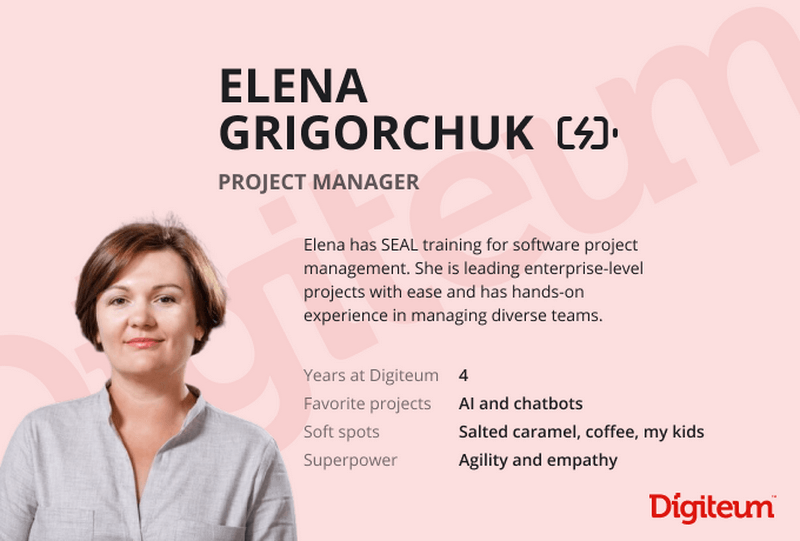 ELENA
GRIGORCHUK
PROJECT MANAGER
Elena has SEAL training for software project
management. She is leading enterprise-level
projects with ease and has hands-on
experience in managing diverse teams.
Years at Digiteum 4
Favorite projects AI and chatbots
Soft spots Salted caramel, coffee, my kids
Superpower Agility and empathy
Digiteum™
Digiteum